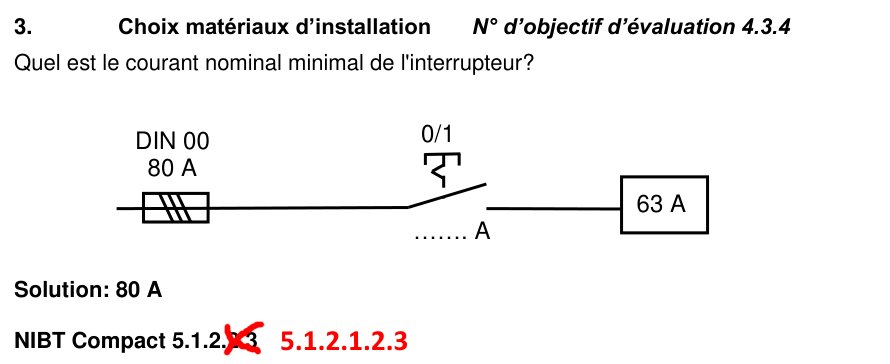 3. Choix matériaux d'installation N° d'objectif d'évaluation 4.3.4
Quel est le courant nominal minimal de l'interrupteur?
DIN 00
80 A
0/1
63 A
....... A
Solution: 80 A
NIBT Compact 5.1.2. 3 5.1.2.1.2.3